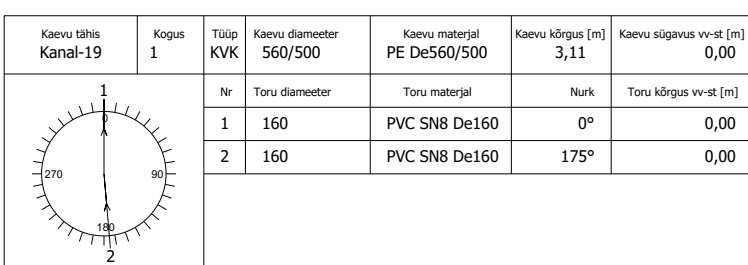 Kaevu tähis Kogus Tüüp Kaevu diameeter Kaevu materjal Kaevu kõrgus [m] Kaevu sügavus vv-st [m]
Kanal-19 1 KVK 560/500 PE De560/500 3,11 0,00
Nr Toru diameeter Toru materjal Nurk Toru kõrgus vv-st [m]
1 160 PVC SN8 De160 0° 0,00
2 160 PVC SN8 De160 175° 0,00
1
0
270 90
180
2